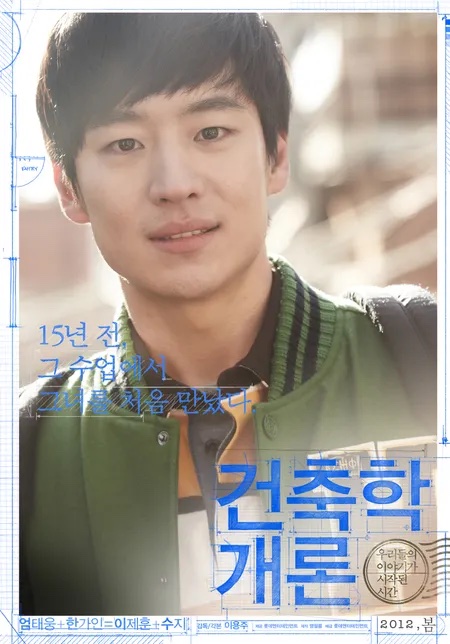 ENTRY
15년 전,
그 수업에서
그녀를 처음 만났다.
건축학
개론
우리들의
이야기가
시작된
시간
엄태웅+한가인=이제훈+수지
감독/각본 이용주
2012, 봄